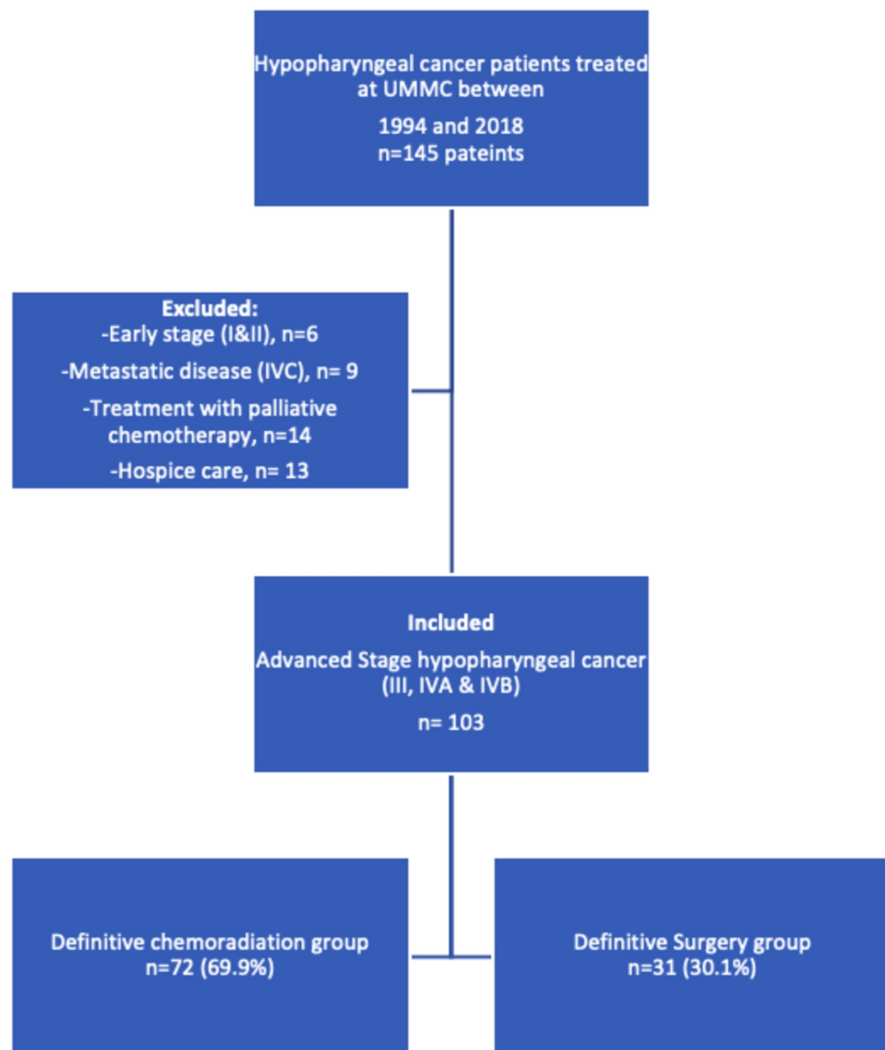 Hypopharyngeal cancer patients treated
at UMMC between
1994 and 2018
n=145 pateints
Excluded:
-Early stage (I&II), n=6
-Metastatic disease (IVC), n= 9
-Treatment with palliative
chemotherapy, n=14
-Hospice care, n= 13
Included
Advanced Stage hypopharyngeal cancer
(III, IVA & IVB)
n= 103
Definitive chemoradiation group
n=72 (69.9%)
Definitive Surgery group
n=31 (30.1%)